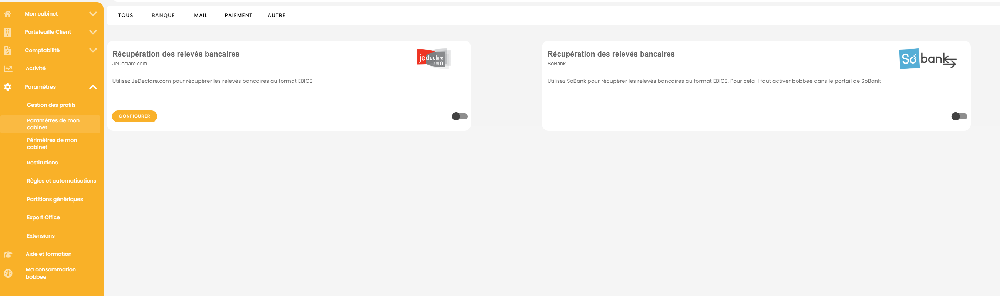 Mon cabinet
Portefeuille Client
Comptabilité
Activité
Paramètres
Gestion des profils
Paramètres de mon
cabinet
Périmètres de mon
cabinet
Restitutions
Règles et automatisations
Partitions génériques
Export Office
Extensions
Aide et formation
Ma consommation
bobbee
TOUS BANQUE MAIL PAIEMENT AUTRE
Récupération des relevés bancaires
JeDeclare.com
jedeclare
.com
Utilisez JeDeclare.com pour récupérer les relevés bancaires au format EBICS
CONFIGURER
Récupération des relevés bancaires
SoBank
So bank
Utilisez SoBank pour récupérer les relevés bancaires au format EBICS. Pour cela il faut activer bobbee dans le portail de SoBank